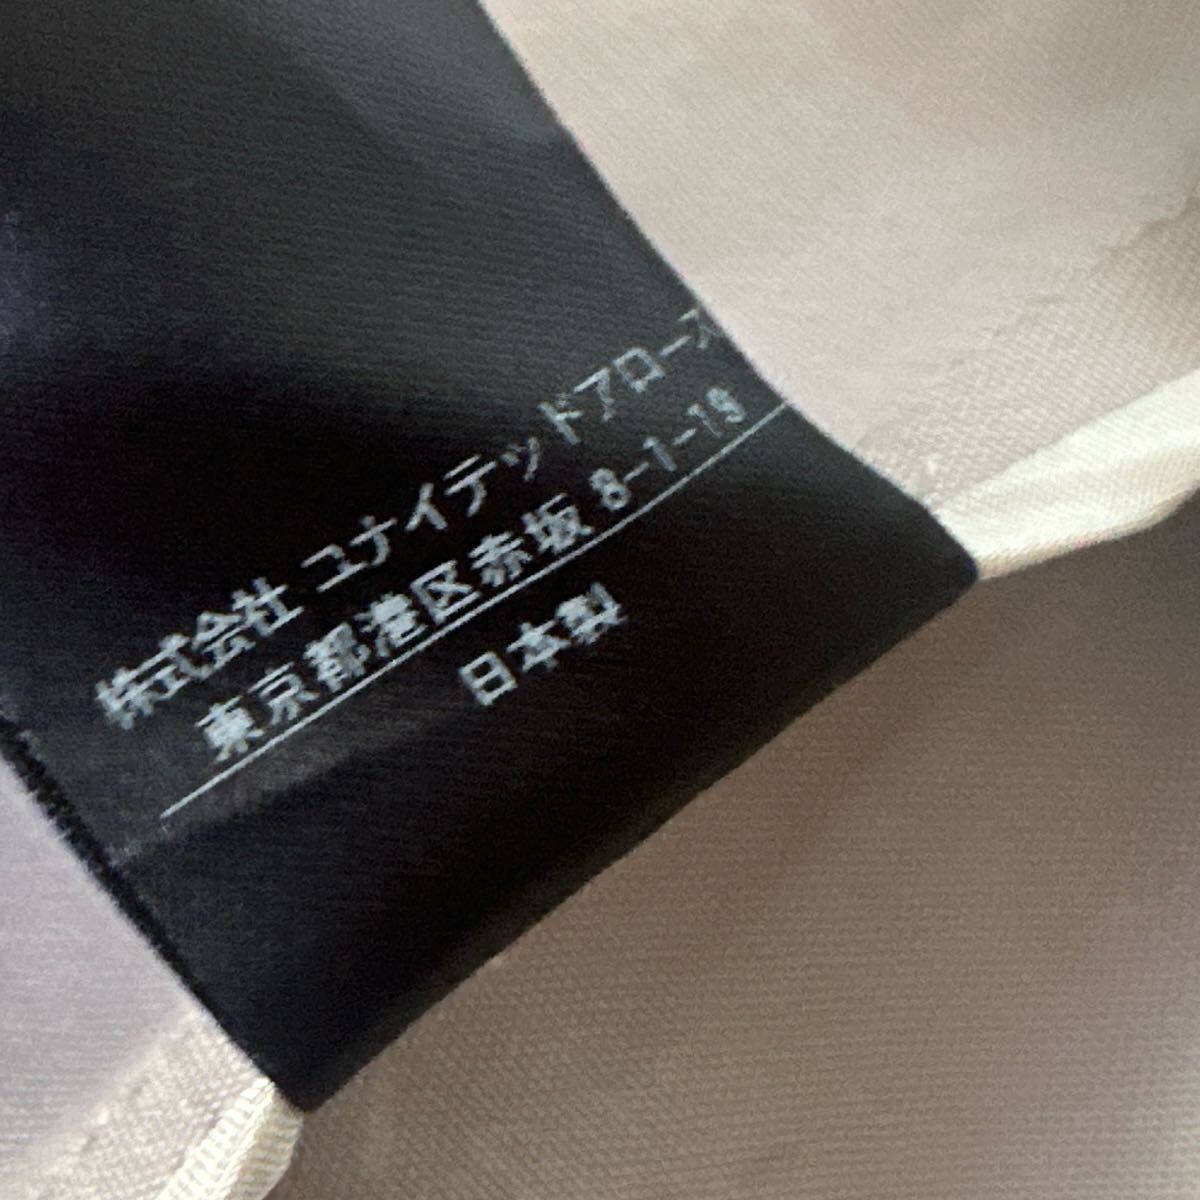 株式会社 ユナイテッドアローズ
東京都港区赤坂 8-1-19
日本製